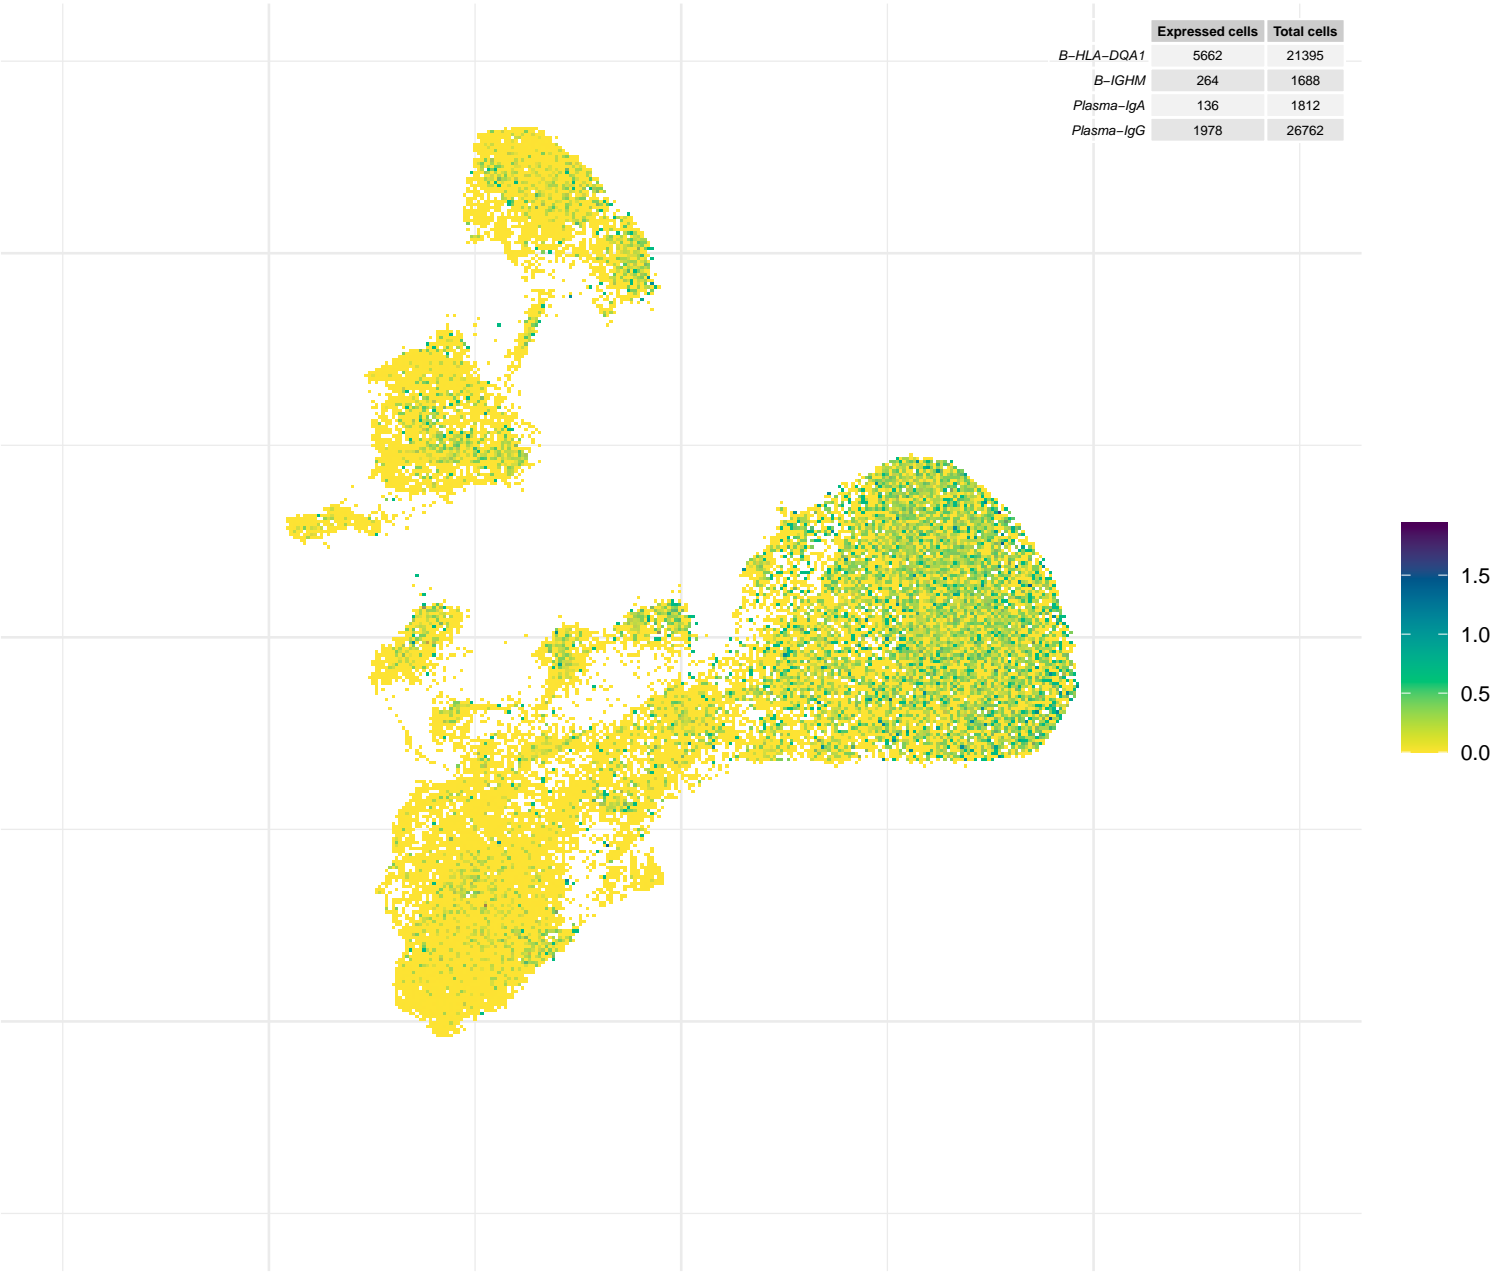 Expressed cells Total cells
B−HLA−DQA1 5662 21395
B−IGHM 264 1688
Plasma−IgA 136 1812
Plasma−IgG 1978 26762
1.5
1.0
0.5
0.0